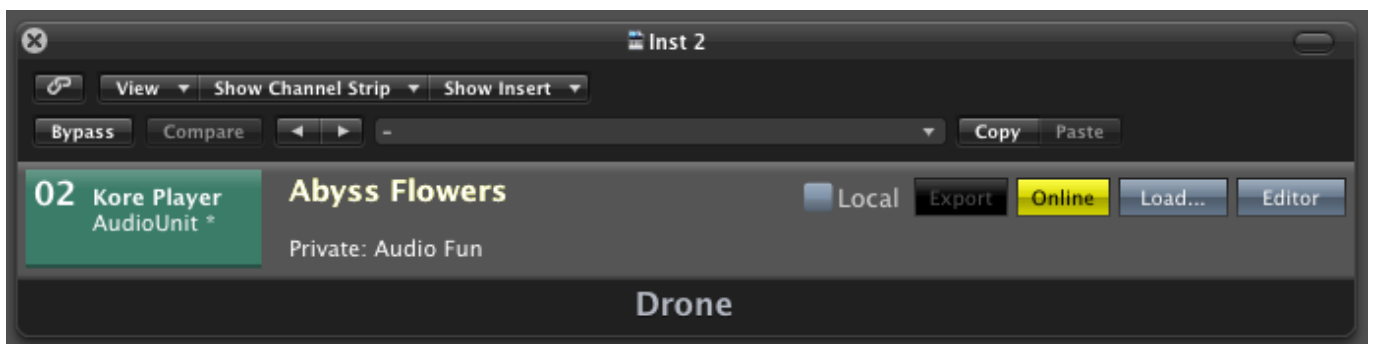 Inst 2
View Show Channel Strip Show Insert
Bypass Compare - Copy Paste
02 Kore Player Abyss Flowers Local Export Online Load... Editor
AudioUnit *
Private: Audio Fun
Drone